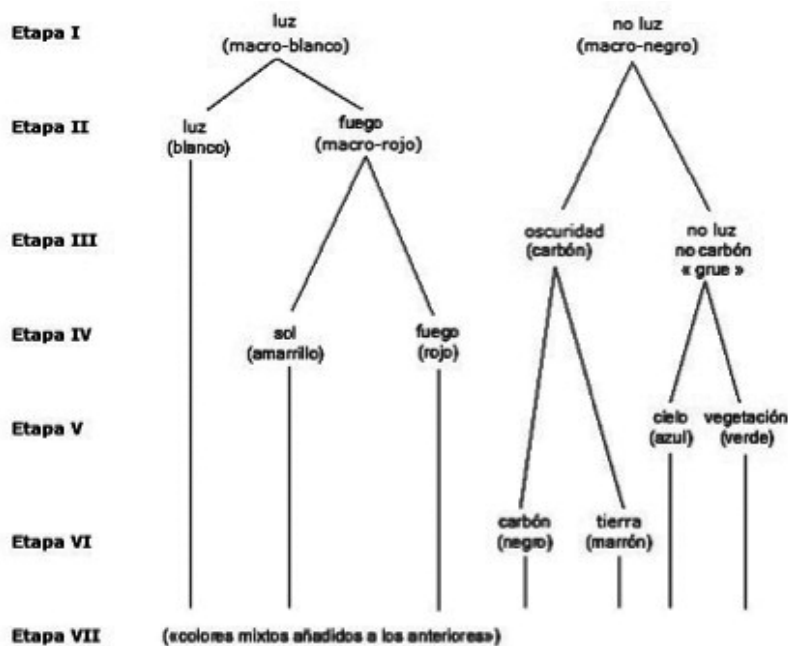 Etapa I
luz
(macro-blanco)
no luz
(macro-negro)
Etapa II
luz
(blanco)
fuego
(macro-rojo)
Etapa III
oscuridad
(carbón)
no luz
no carbón
« grue »
Etapa IV
sol
(amarrillo)
fuego
(rojo)
Etapa V
cielo
(azul)
vegetación
(verde)
Etapa VI
carbón
(negro)
tierra
(marrón)
Etapa VII
(«colores mixtos añadidos a los anteriores»)